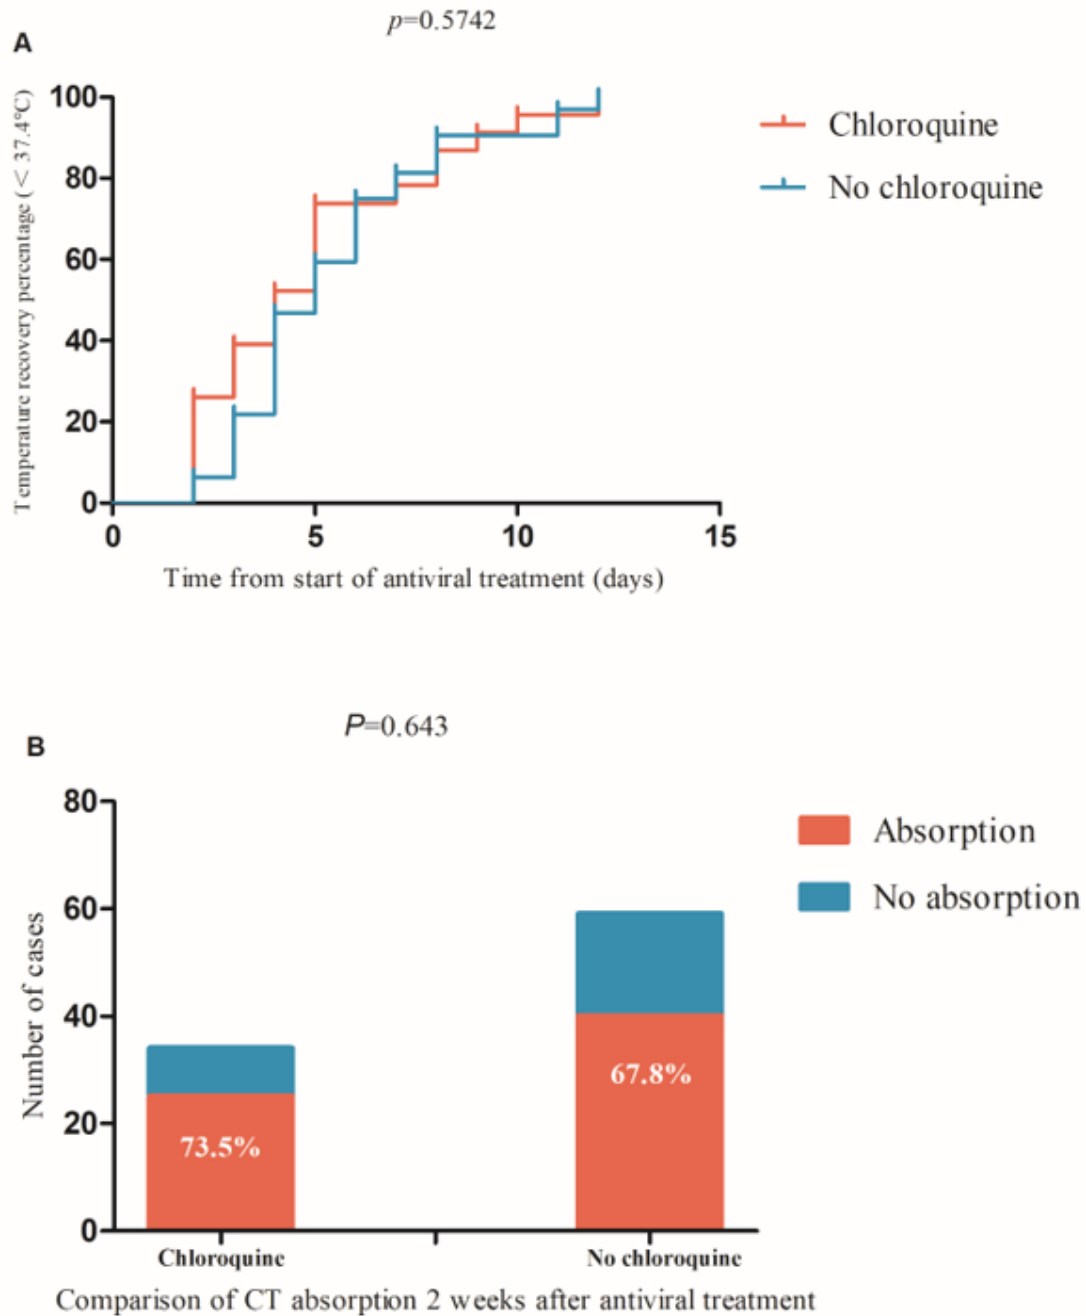 p=0.5742
A
Temperature recovery percentage (< 37.4℃)
100
80
60
40
20
0
0 5 10 15
Time from start of antiviral treatment (days)
Chloroquine
No chloroquine
P=0.643
B
Number of cases
80
60
40
20
0
73.5%
67.8%
Chloroquine No chloroquine
Comparison of CT absorption 2 weeks after antiviral treatment
Absorption
No absorption